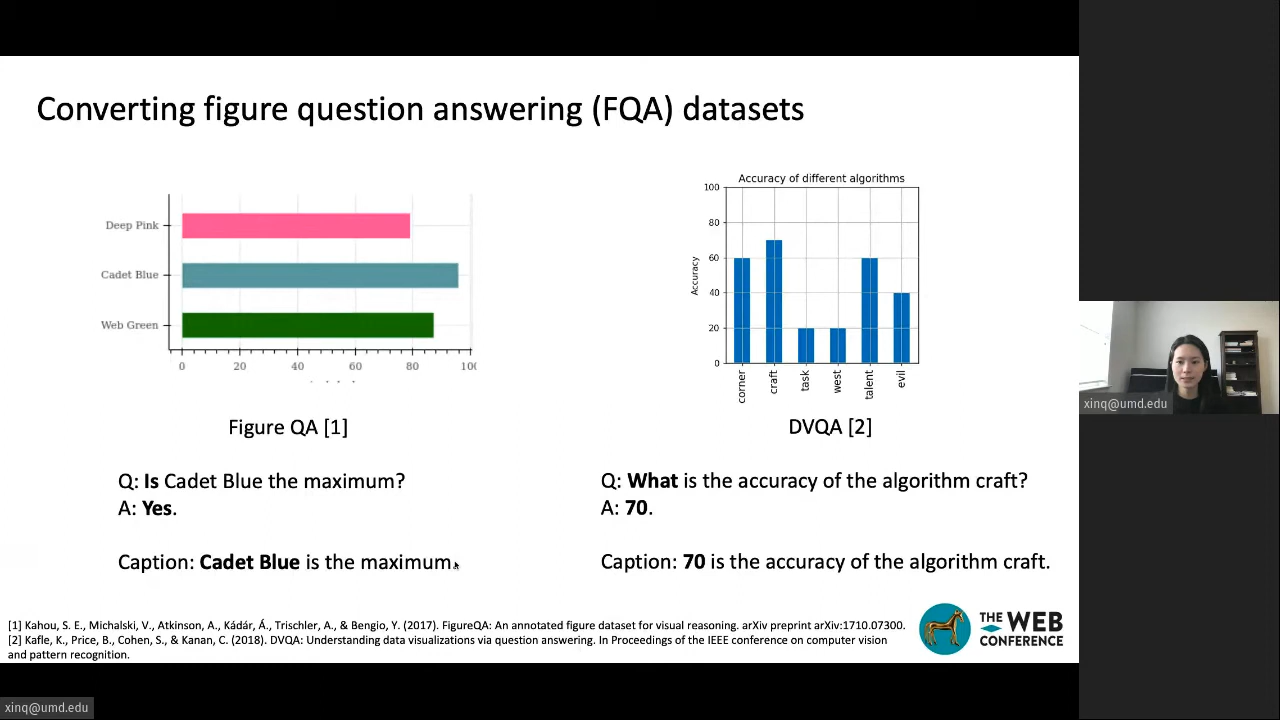 Converting figure question answering (FQA) datasets
Deep Pink
Cadet Blue
Web Green
0 20 40 60 80
Figure QA [1]
Q: Is Cadet Blue the maximum?
A: Yes.
Caption: Cadet Blue is the maximum.
Accuracy of different algorithms
100
80
60
40
20
0
Accuracy
corner
craft
task
west
talent
evil
DVQA [2]
Q: What is the accuracy of the algorithm craft?
A: 70.
Caption: 70 is the accuracy of the algorithm craft.
[1] Kahou, S. E., Michalski, V., Atkinson, A., Kádár, Á., Trischler, A., & Bengio, Y. (2017). FigureQA: An annotated figure dataset for visual reasoning. arXiv preprint arXiv:1710.07300.
[2] Kafle, K., Price, B., Cohen, S., & Kanan, C. (2018). DVQA: Understanding data visualizations via question answering. In Proceedings of the IEEE conference on computer vision
and pattern recognition.
THE WEB
CONFERENCE
xinq@umd.edu
xinq@umd.edu